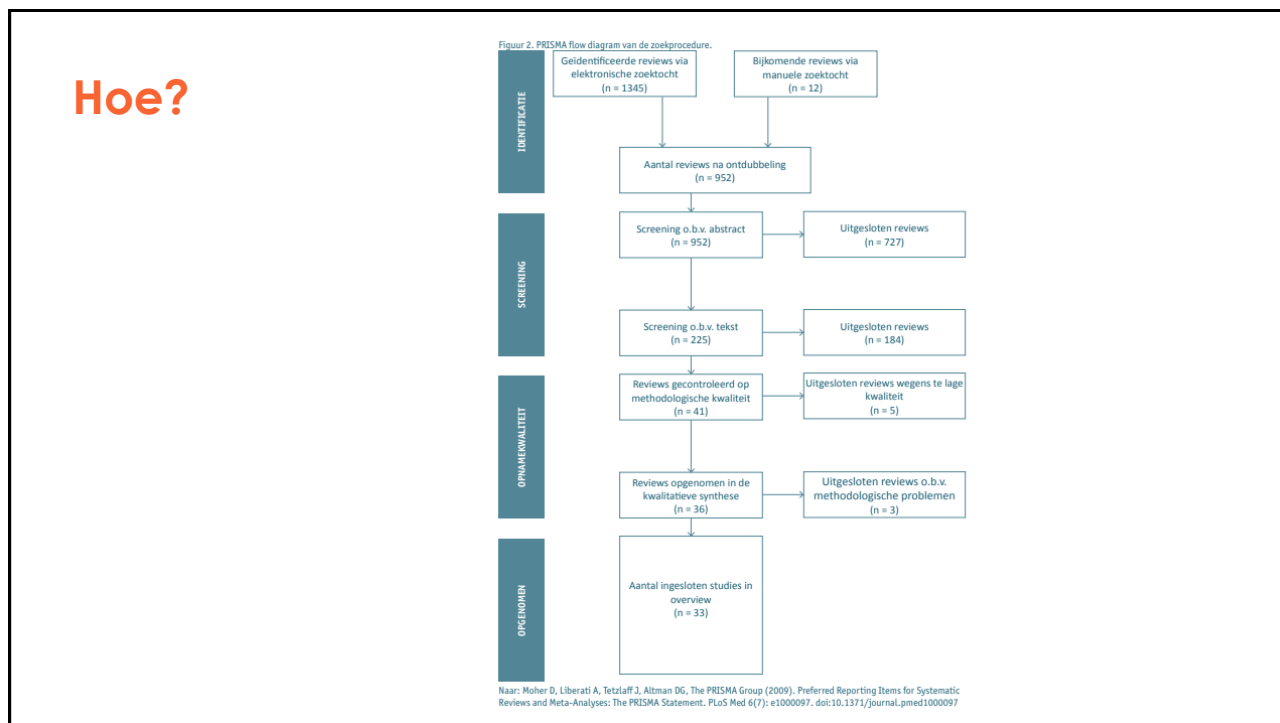 Hoe?
Figuur 2. PRISMA flow diagram van de zoekprocedure.
IDENTIFICATIE
Geïdentificeerde reviews via
elektronische zoektocht
(n = 1345)
Bijkomende reviews via
manuele zoektocht
(n = 12)
Aantal reviews na ontdubbeling
(n = 952)
SCREENING
Screening o.b.v. abstract
(n = 952)
Uitgesloten reviews
(n = 727)
Screening o.b.v. tekst
(n = 225)
Uitgesloten reviews
(n = 184)
OPNAMEKWALITEIT
Reviews gecontroleerd op
methodologische kwaliteit
(n = 41)
Uitgesloten reviews wegens te lage
kwaliteit
(n = 5)
Reviews opgenomen in de
kwalitatieve synthese
(n = 36)
Uitgesloten reviews o.b.v.
methodologische problemen
(n = 3)
OPGENOMEN
Aantal ingesloten studies in
overview
(n = 33)
Naar: Moher D, Liberati A, Tetzlaff J, Altman DG, The PRISMA Group (2009). Preferred Reporting Items for Systematic
Reviews and Meta-Analyses: The PRISMA Statement. PLoS Med 6(7): e1000097. doi:10.1371/journal.pmed1000097